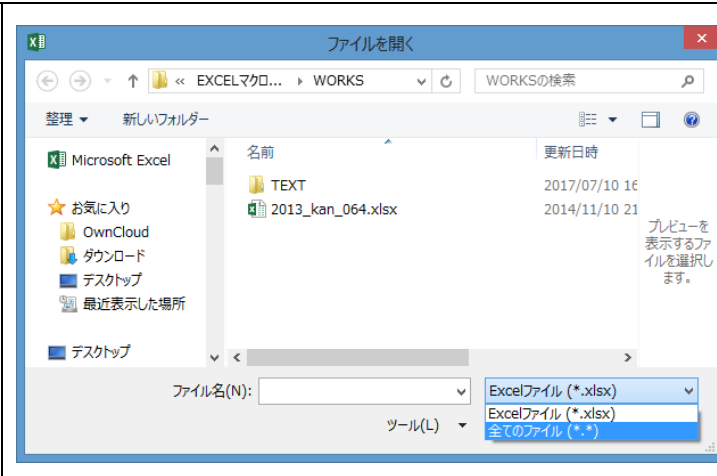 ファイルを開く
« EXCELマクロ... ▸ WORKS
WORKSの検索
整理 ▼ 新しいフォルダー
Microsoft Excel
お気に入り
OwnCloud
ダウンロード
デスクトップ
最近表示した場所
デスクトップ
名前 更新日時
TEXT 2017/07/10 16
2013_kan_064.xlsx 2014/11/10 21
プレビューを
表示するファ
イルを選択し
ます。
ファイル名(N):
Excelファイル (*.xlsx)
Excelファイル (*.xlsx)
全てのファイル (*.*)
ツール(L) ▼